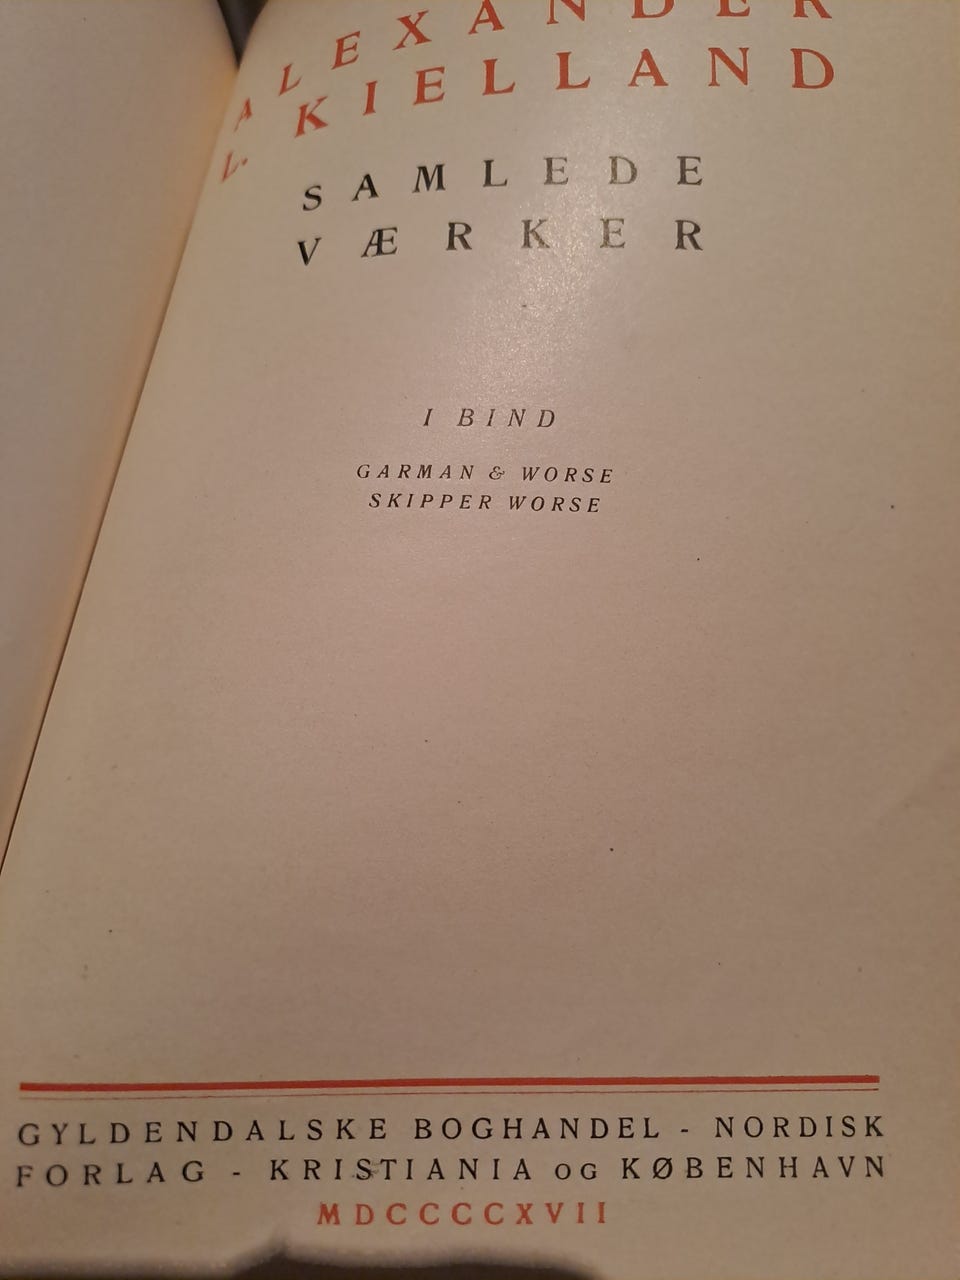 ALEXANDER
L. KIELLAND
SAMLEDE
VÆRKER
I BIND
GARMAN & WORSE
SKIPPER WORSE
GYLDENDALSKE BOGHANDEL - NORDISK
FORLAG - KRISTIANIA OG KØBENHAVN
MDCCCCXVII